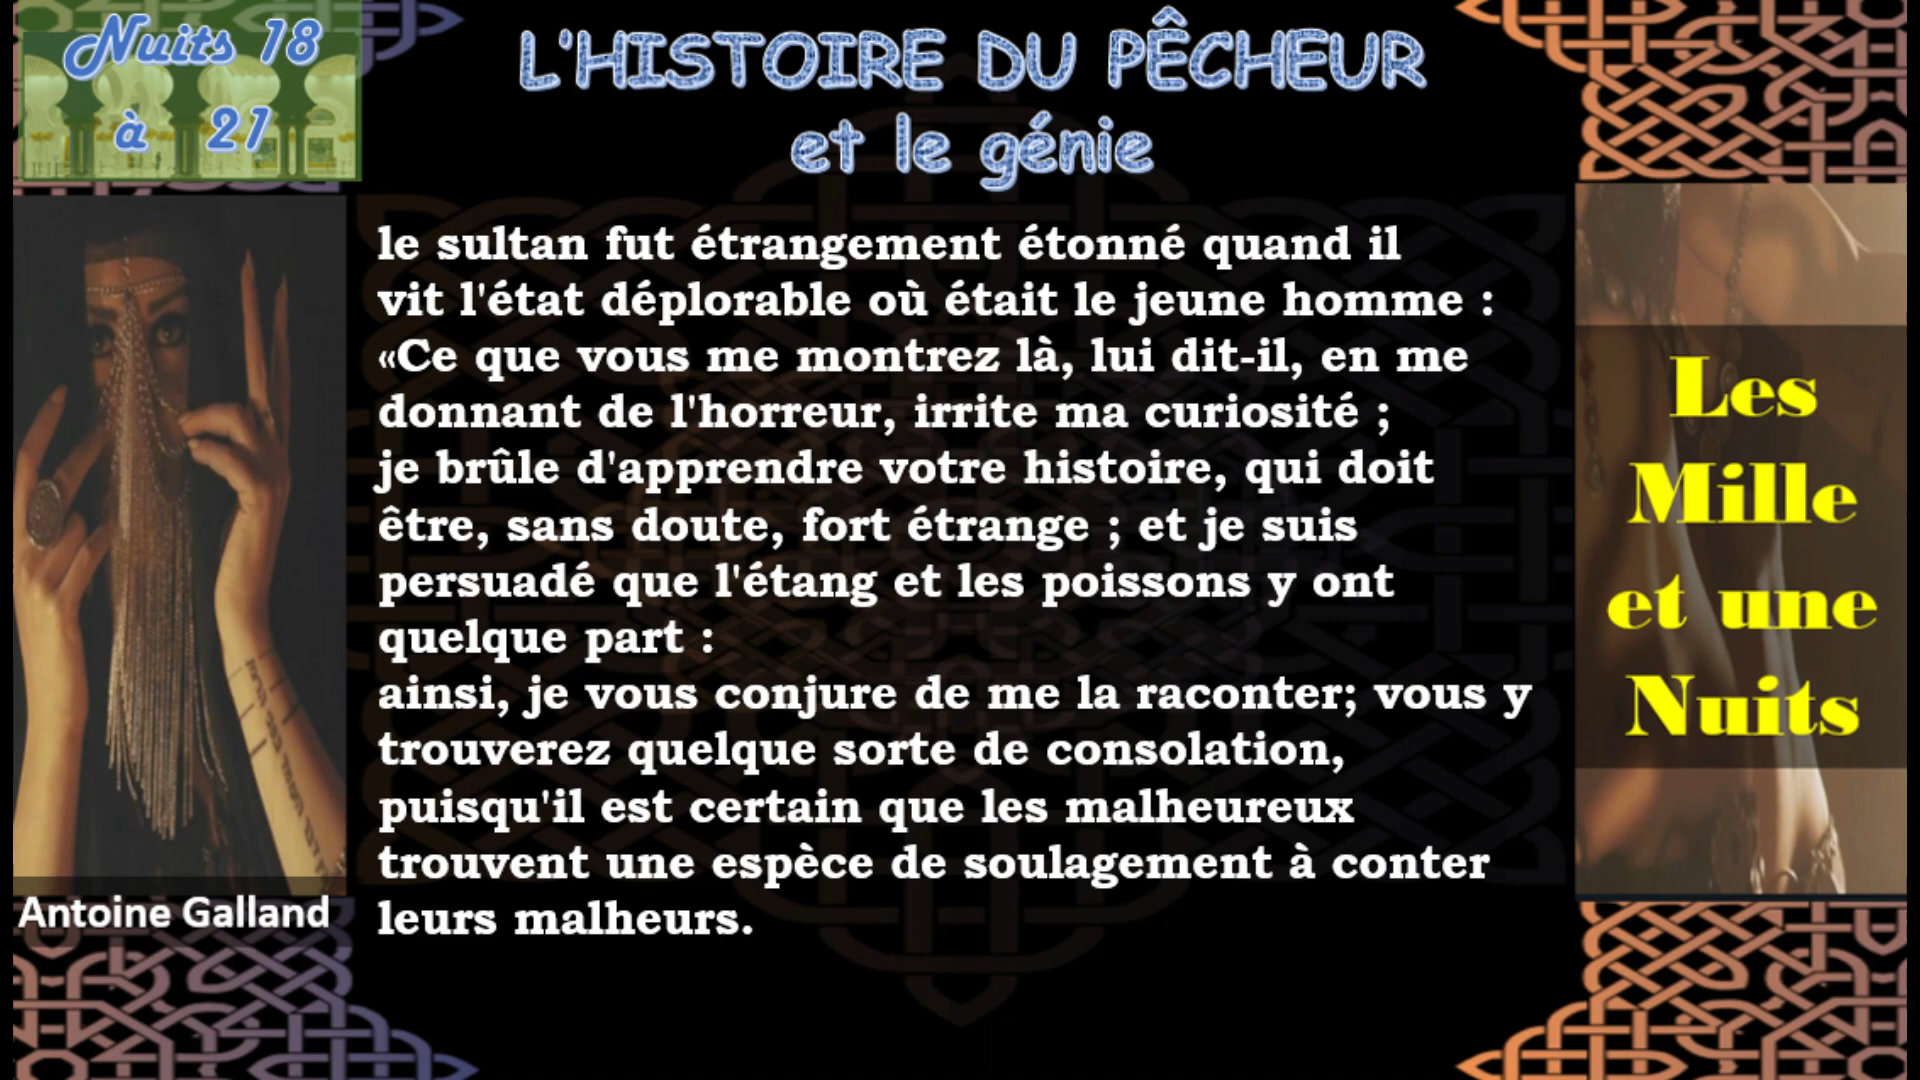 Nuits 18
à 21
L'HISTOIRE DU PÊCHEUR
et le génie
le sultan fut étrangement étonné quand il
vit l'état déplorable où était le jeune homme :
«Ce que vous me montrez là, lui dit-il, en me
donnant de l'horreur, irrite ma curiosité ;
je brûle d'apprendre votre histoire, qui doit
être, sans doute, fort étrange ; et je suis
persuadé que l'étang et les poissons y ont
quelque part :
ainsi, je vous conjure de me la raconter; vous y
trouverez quelque sorte de consolation,
puisqu'il est certain que les malheureux
trouvent une espèce de soulagement à conter
leurs malheurs.
Antoine Galland
Les
Mille
et une
Nuits